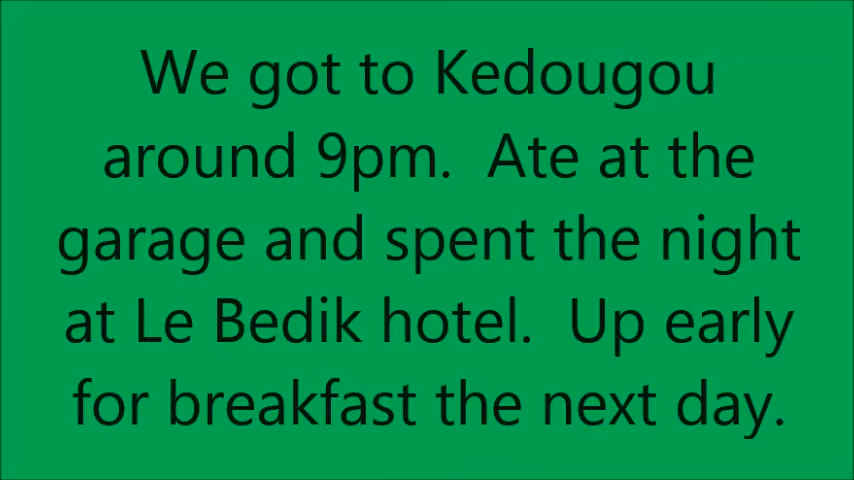 We got to Kedougou
around 9pm.  Ate at the
garage and spent the night
at Le Bedik hotel.  Up early
for breakfast the next day.